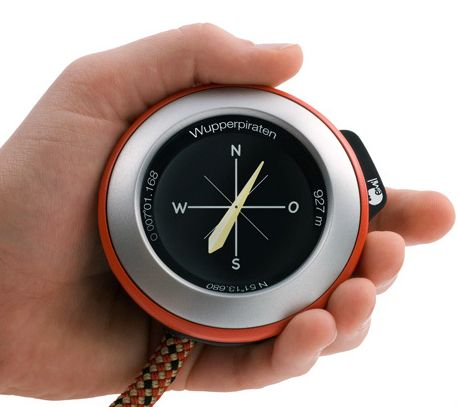 Wupperpiraten
N
W
O
S
O 00701.168
927 m
N 51°13.680